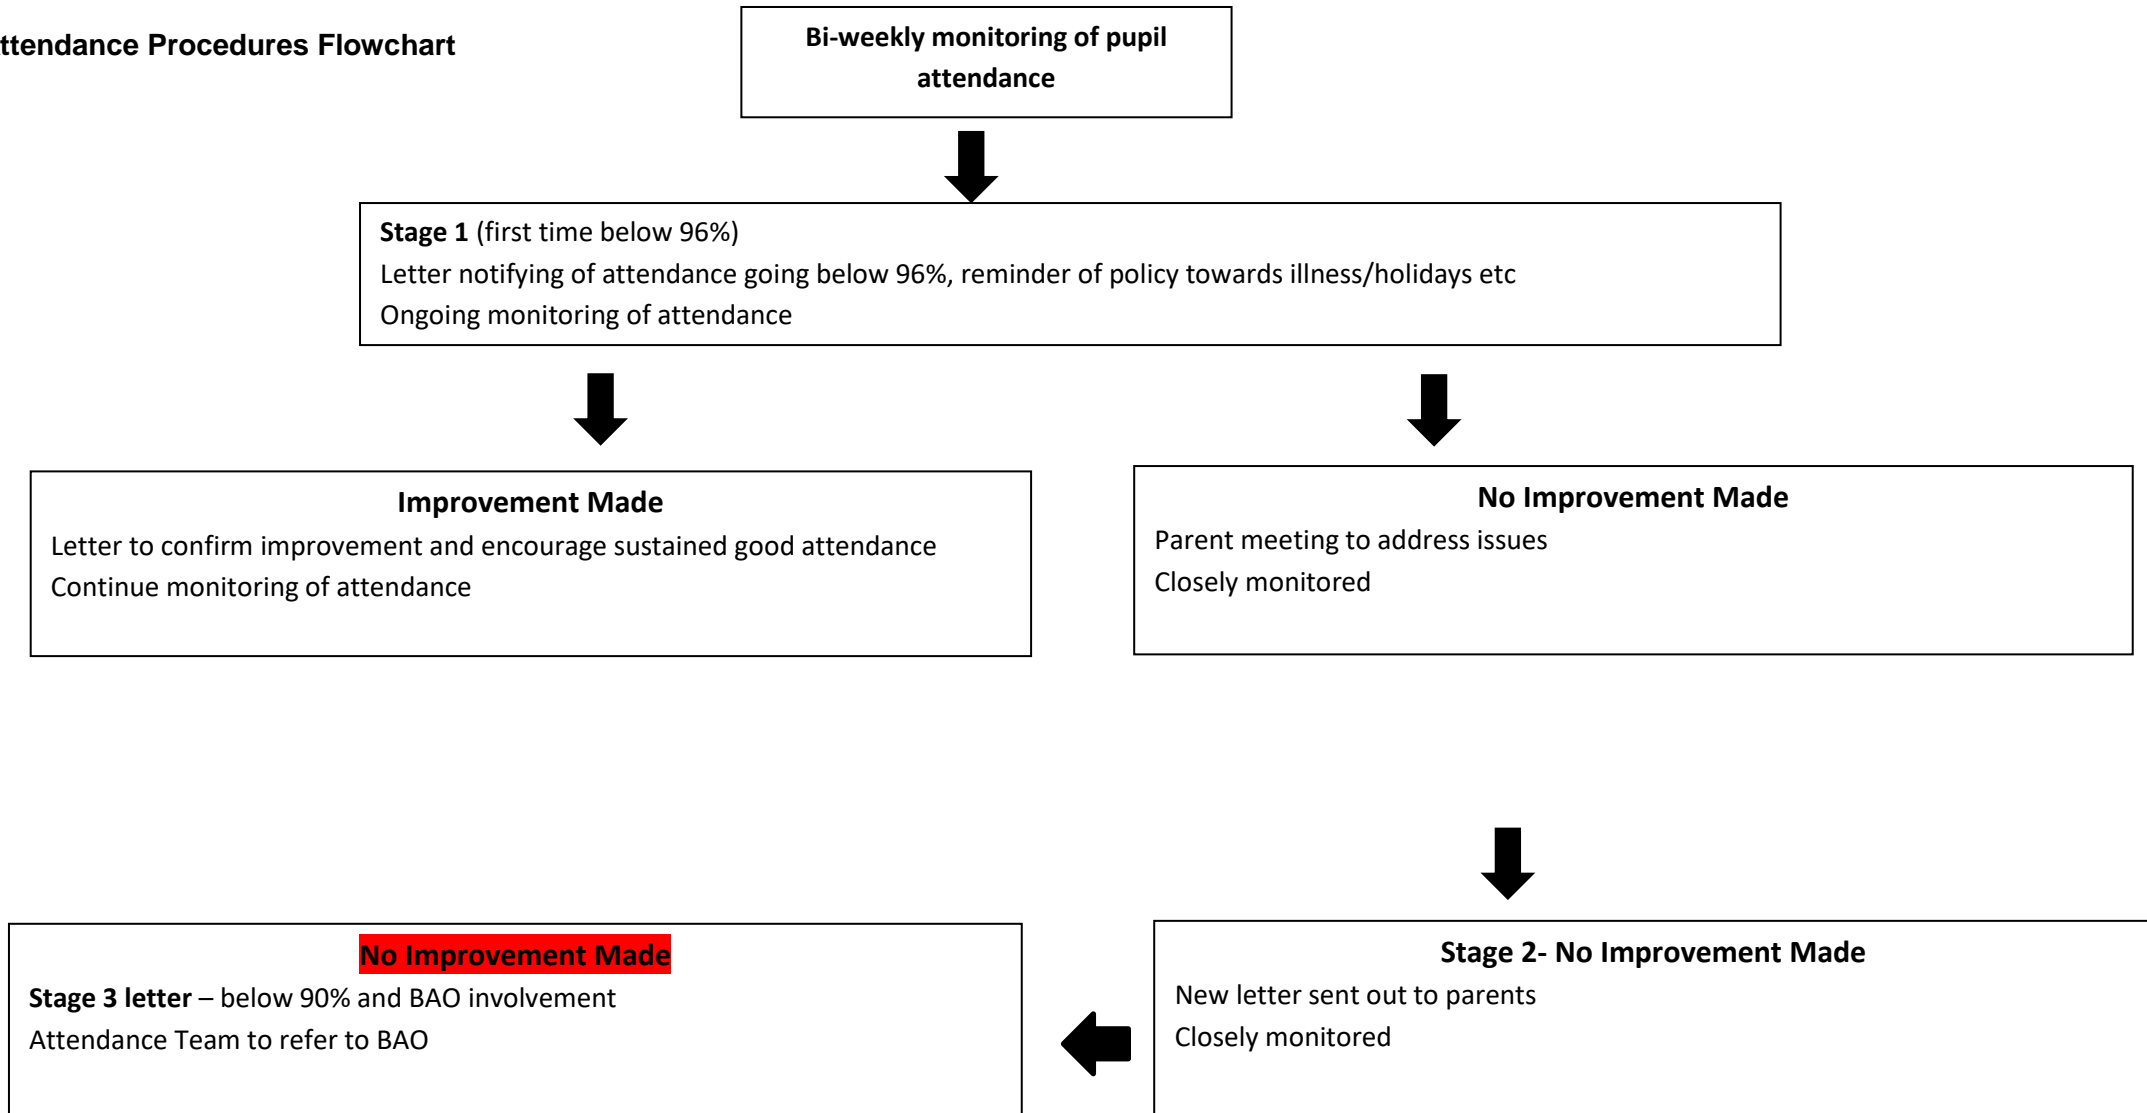 ttendance Procedures Flowchart
Bi-weekly monitoring of pupil
attendance
Stage 1 (first time below 96%)
Letter notifying of attendance going below 96%, reminder of policy towards illness/holidays etc
Ongoing monitoring of attendance
Improvement Made
Letter to confirm improvement and encourage sustained good attendance
Continue monitoring of attendance
No Improvement Made
Parent meeting to address issues
Closely monitored
Stage 2- No Improvement Made
New letter sent out to parents
Closely monitored
No Improvement Made
Stage 3 letter – below 90% and BAO involvement
Attendance Team to refer to BAO